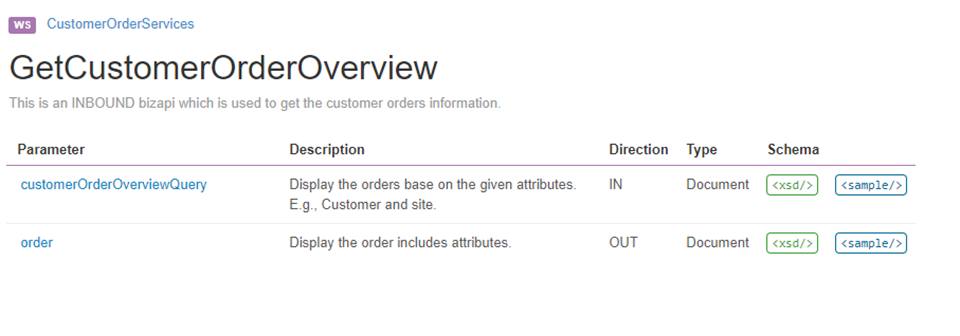 WS CustomerOrderServices
GetCustomerOrderOverview
This is an INBOUND bizapi which is used to get the customer orders information.
Parameter Description Direction Type Schema
customerOrderOverviewQuery Display the orders base on the given attributes. IN Document <xsd/> <sample/>
E.g., Customer and site.
order Display the order includes attributes. OUT Document <xsd/> <sample/>